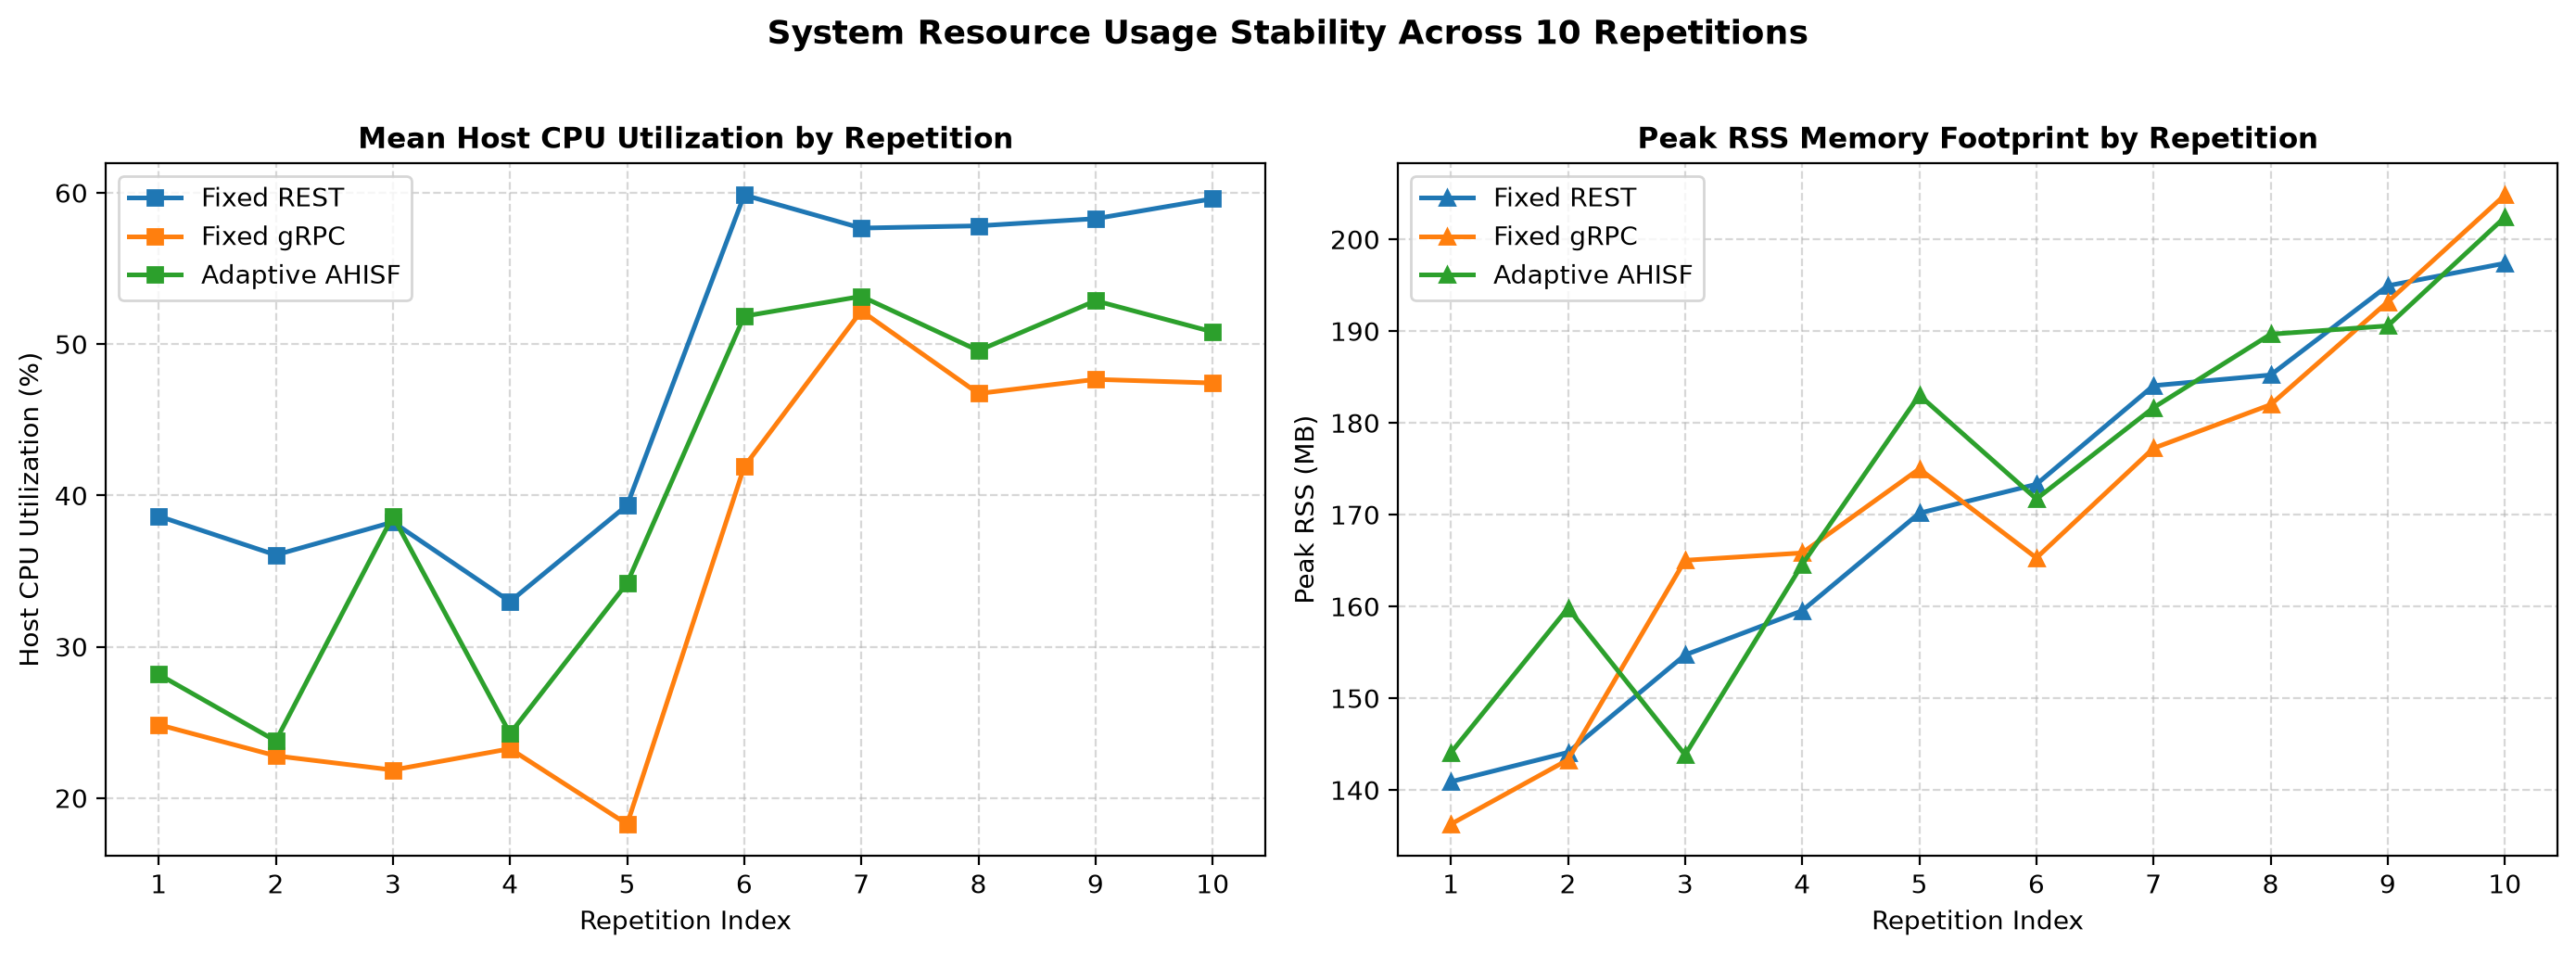 System Resource Usage Stability Across 10 Repetitions
Mean Host CPU Utilization by Repetition
Fixed REST
Fixed gRPC
Adaptive AHISF
Host CPU Utilization (%)
60
50
40
30
20
1 2 3 4 5 6 7 8 9 10
Repetition Index
Peak RSS Memory Footprint by Repetition
Fixed REST
Fixed gRPC
Adaptive AHISF
Peak RSS (MB)
200
190
180
170
160
150
140
1 2 3 4 5 6 7 8 9 10
Repetition Index